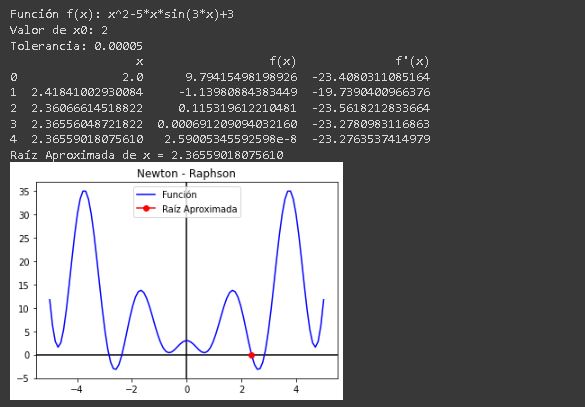 Función f(x): x^2-5*x*sin(3*x)+3
Valor de x0: 2
Tolerancia: 0.00005
x f(x) f'(x)
0 2.0 9.79415498198926 -23.4080311085164
1 2.41841002930084 -1.13980884383449 -19.7390400966376
2 2.36066614518822 0.115319612210481 -23.5618212833664
3 2.36556048721822 0.000691209094032160 -23.2780983116863
4 2.36559018075610 2.59005345592598e-8 -23.2763537414979
Raíz Aproximada de x = 2.36559018075610
Newton - Raphson
Función
Raíz Aproximada
35
30
25
20
15
10
5
0
−5
−4 −2 0 2 4